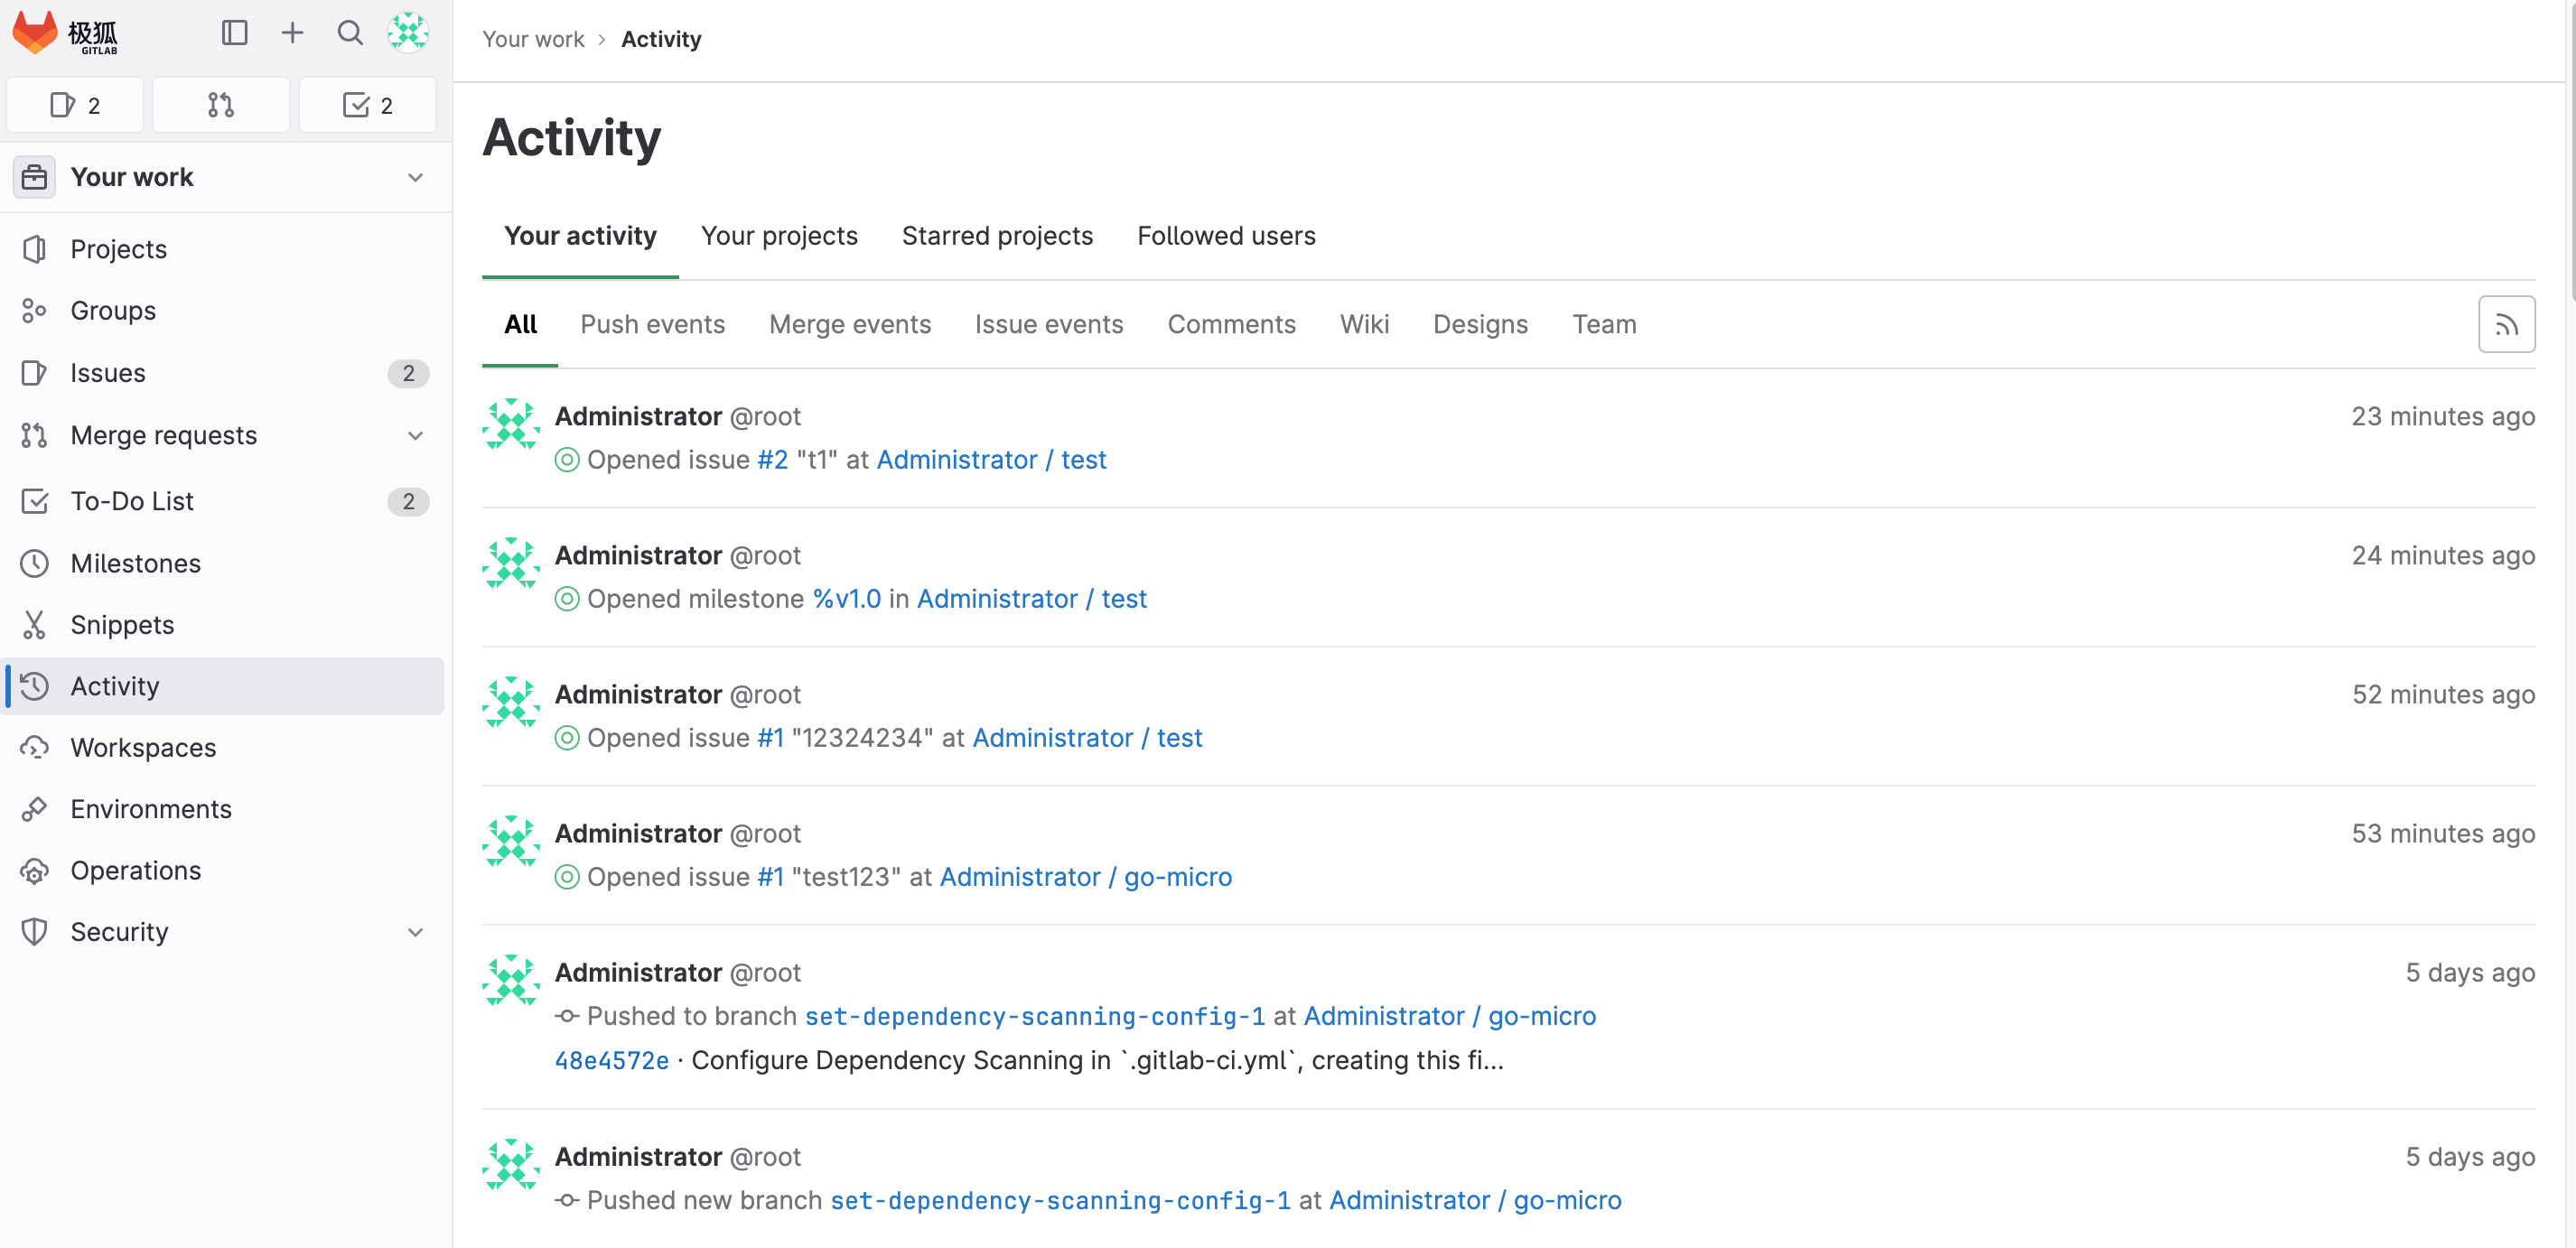 极狐
GITLAB
2
2
Your work
Projects
Groups
Issues 2
Merge requests
To-Do List 2
Milestones
Snippets
Activity
Workspaces
Environments
Operations
Security
Your work › Activity
Activity
Your activity Your projects Starred projects Followed users
All Push events Merge events Issue events Comments Wiki Designs Team
Administrator @root 23 minutes ago
Opened issue #2 "t1" at Administrator / test
Administrator @root 24 minutes ago
Opened milestone %v1.0 in Administrator / test
Administrator @root 52 minutes ago
Opened issue #1 "12324234" at Administrator / test
Administrator @root 53 minutes ago
Opened issue #1 "test123" at Administrator / go-micro
Administrator @root 5 days ago
Pushed to branch set-dependency-scanning-config-1 at Administrator / go-micro
48e4572e · Configure Dependency Scanning in `.gitlab-ci.yml`, creating this fi...
Administrator @root 5 days ago
Pushed new branch set-dependency-scanning-config-1 at Administrator / go-micro